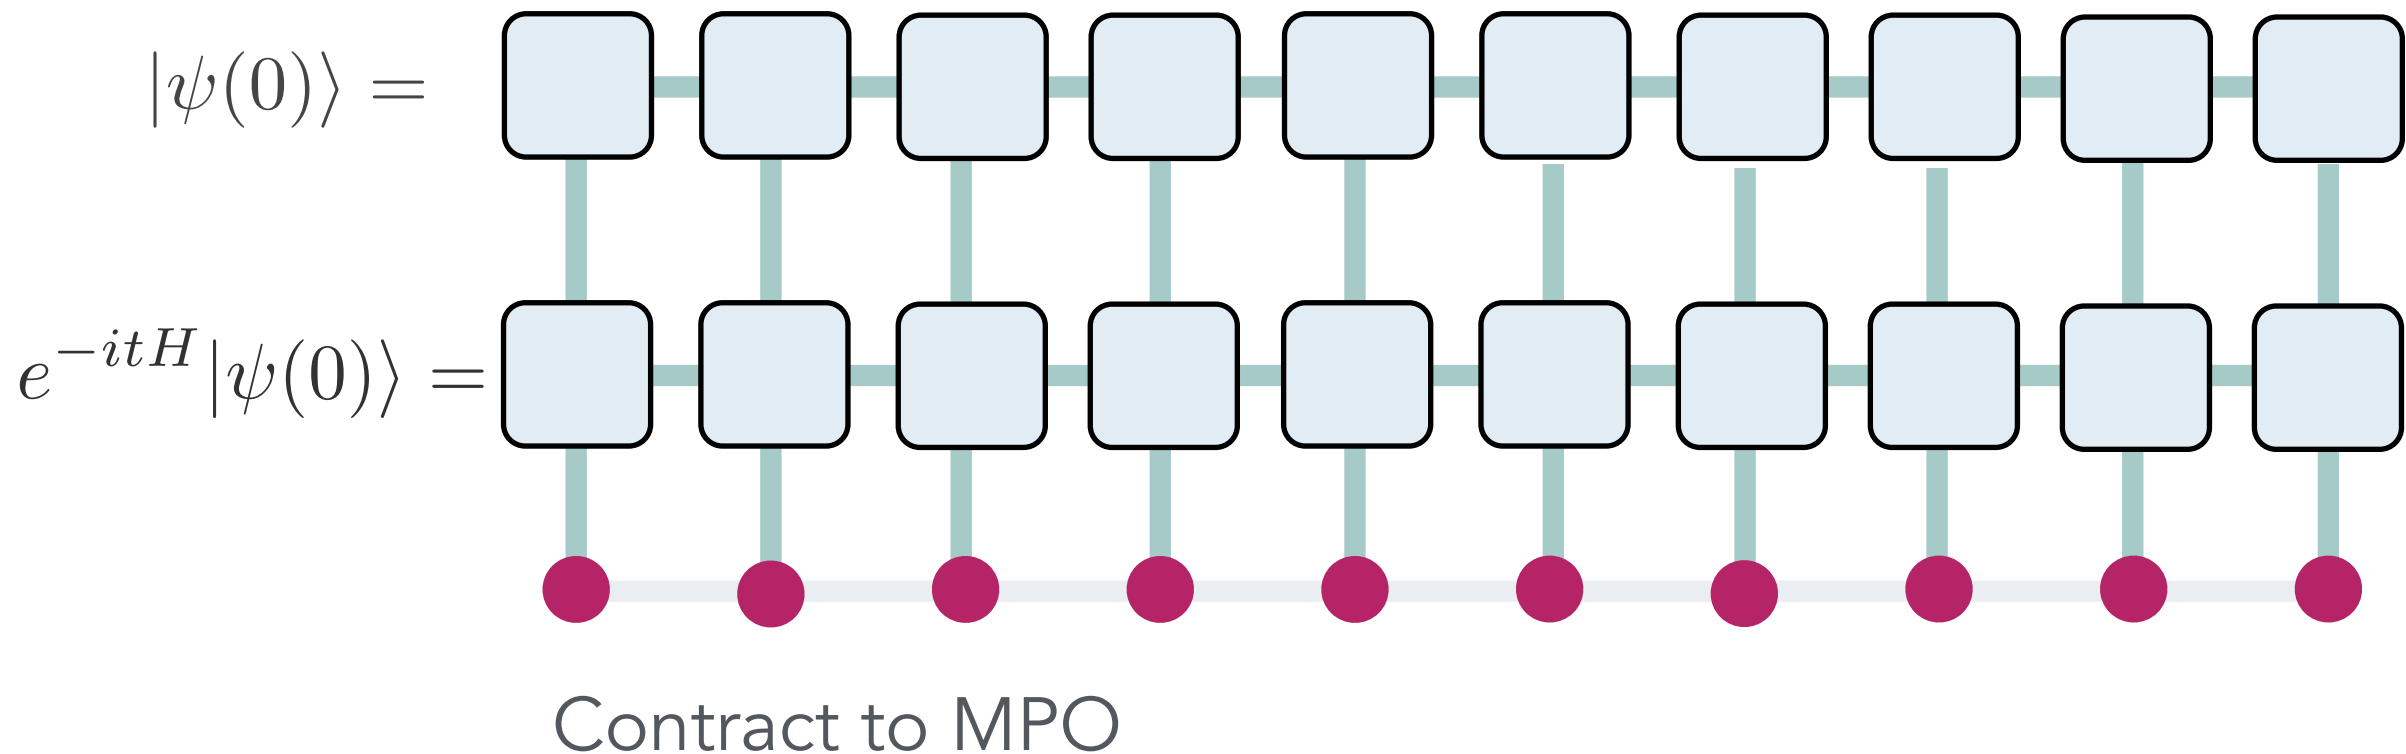 |ψ(0)⟩ =
e^{-itH}|ψ(0)⟩ =
Contract to MPO